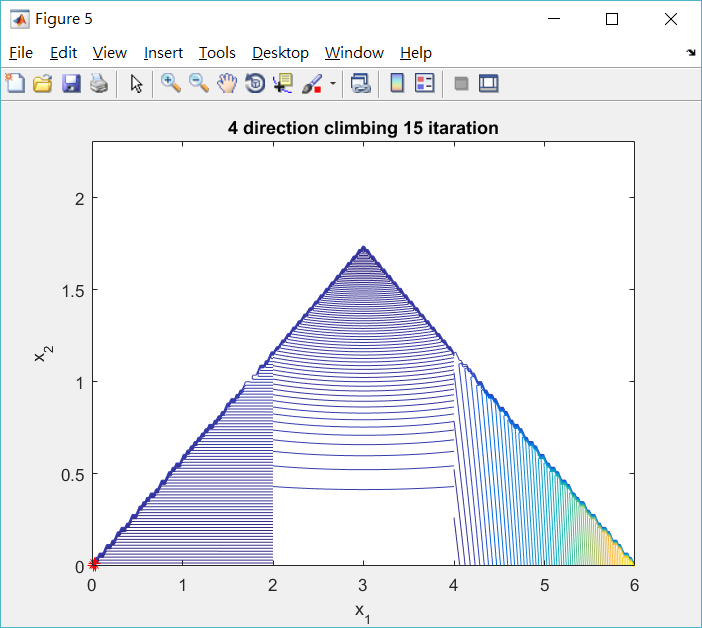 Figure 5
File Edit View Insert Tools Desktop Window Help
4 direction climbing 15 itaration
2
1.5
x2
1
0.5
0
0 1 2 3 4 5 6
x1